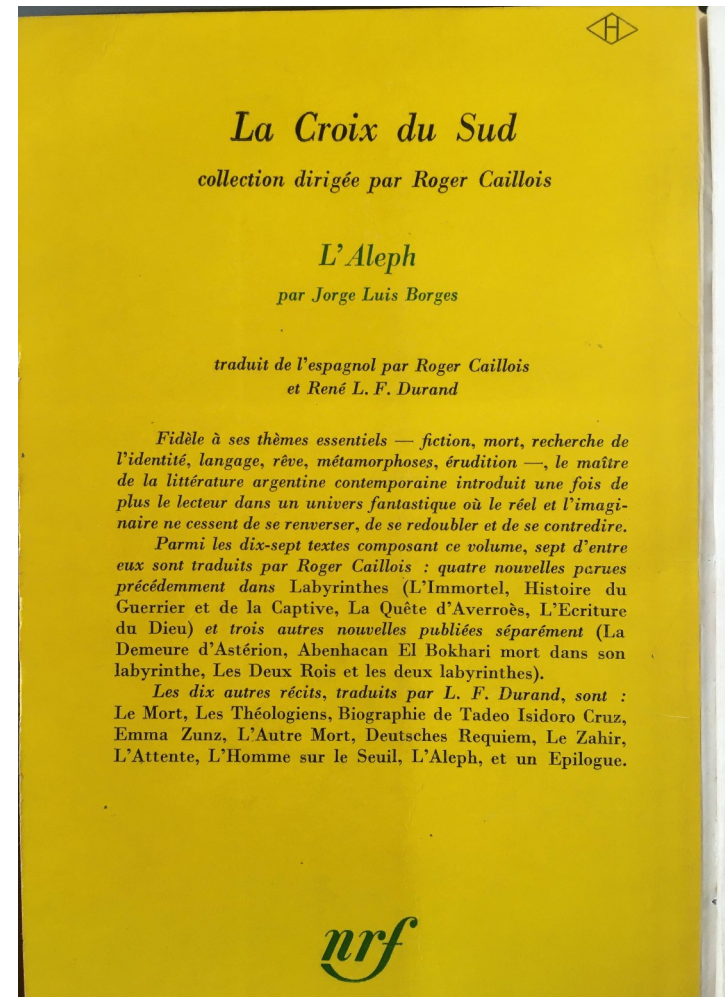 H
La Croix du Sud
collection dirigée par Roger Caillois
L'Aleph
par Jorge Luis Borges
traduit de l'espagnol par Roger Caillois
et René L. F. Durand
Fidèle à ses thèmes essentiels — fiction, mort, recherche de
l'identité, langage, rêve, métamorphoses, érudition —, le maître
de la littérature argentine contemporaine introduit une fois de
plus le lecteur dans un univers fantastique où le réel et l'imagi-
naire ne cessent de se renverser, de se redoubler et de se contredire.
Parmi les dix-sept textes composant ce volume, sept d'entre
eux sont traduits par Roger Caillois : quatre nouvelles parues
précédemment dans Labyrinthes (L'Immortel, Histoire du
Guerrier et de la Captive, La Quête d'Averroès, L'Ecriture
du Dieu) et trois autres nouvelles publiées séparément (La
Demeure d'Astérion, Abenhacan El Bokhari mort dans son
labyrinthe, Les Deux Rois et les deux labyrinthes).
Les dix autres récits, traduits par L. F. Durand, sont :
Le Mort, Les Théologiens, Biographie de Tadeo Isidoro Cruz,
Emma Zunz, L'Autre Mort, Deutsches Requiem, Le Zahir,
L'Attente, L'Homme sur le Seuil, L'Aleph, et un Epilogue.
nrf